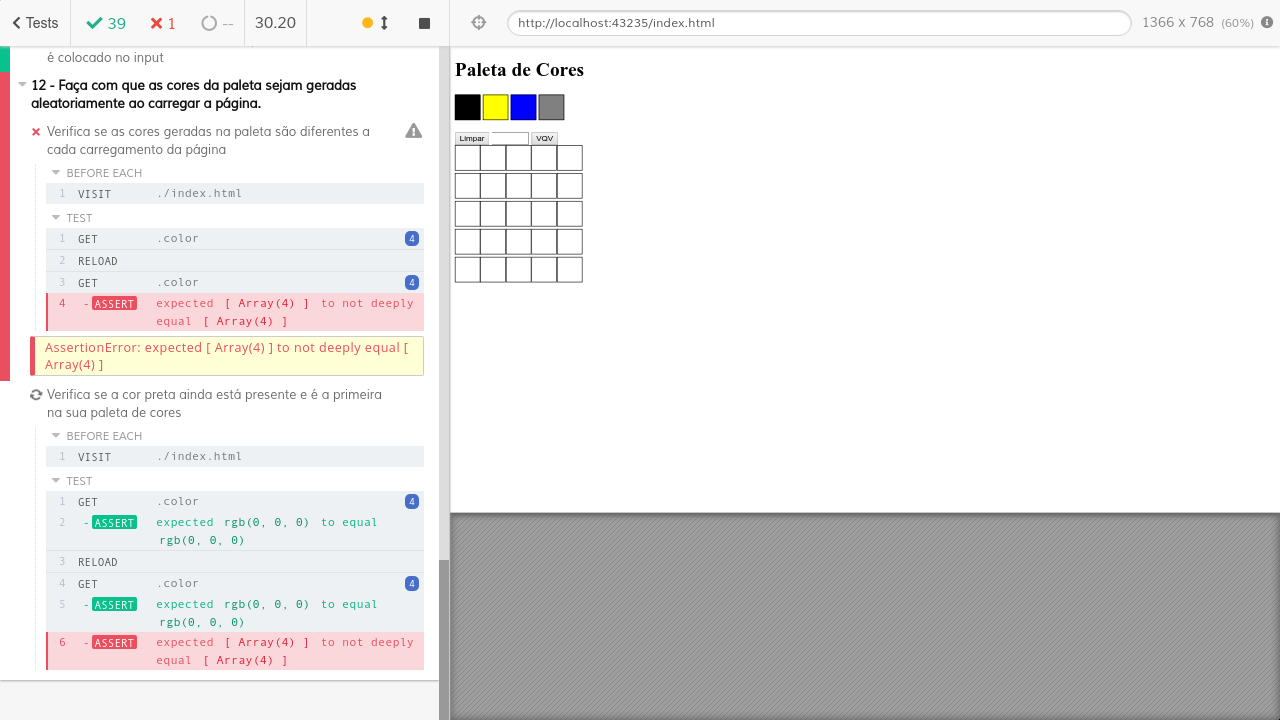 Tests 39 1 -- 30.20
http://localhost:43235/index.html 1366 x 768 (60%)
é colocado no input
12 - Faça com que as cores da paleta sejam geradas
aleatoriamente ao carregar a página.
Verifica se as cores geradas na paleta são diferentes a
cada carregamento da página
BEFORE EACH
1 VISIT ./index.html
TEST
1 GET .color 4
2 RELOAD
3 GET .color 4
4 -ASSERT expected [ Array(4) ] to not deeply
equal [ Array(4) ]
AssertionError: expected [ Array(4) ] to not deeply equal [
Array(4) ]
Verifica se a cor preta ainda está presente e é a primeira
na sua paleta de cores
BEFORE EACH
1 VISIT ./index.html
TEST
1 GET .color 4
2 -ASSERT expected rgb(0, 0, 0) to equal
rgb(0, 0, 0)
3 RELOAD
4 GET .color 4
5 -ASSERT expected rgb(0, 0, 0) to equal
rgb(0, 0, 0)
6 -ASSERT expected [ Array(4) ] to not deeply
equal [ Array(4) ]
Paleta de Cores
Limpar VQV